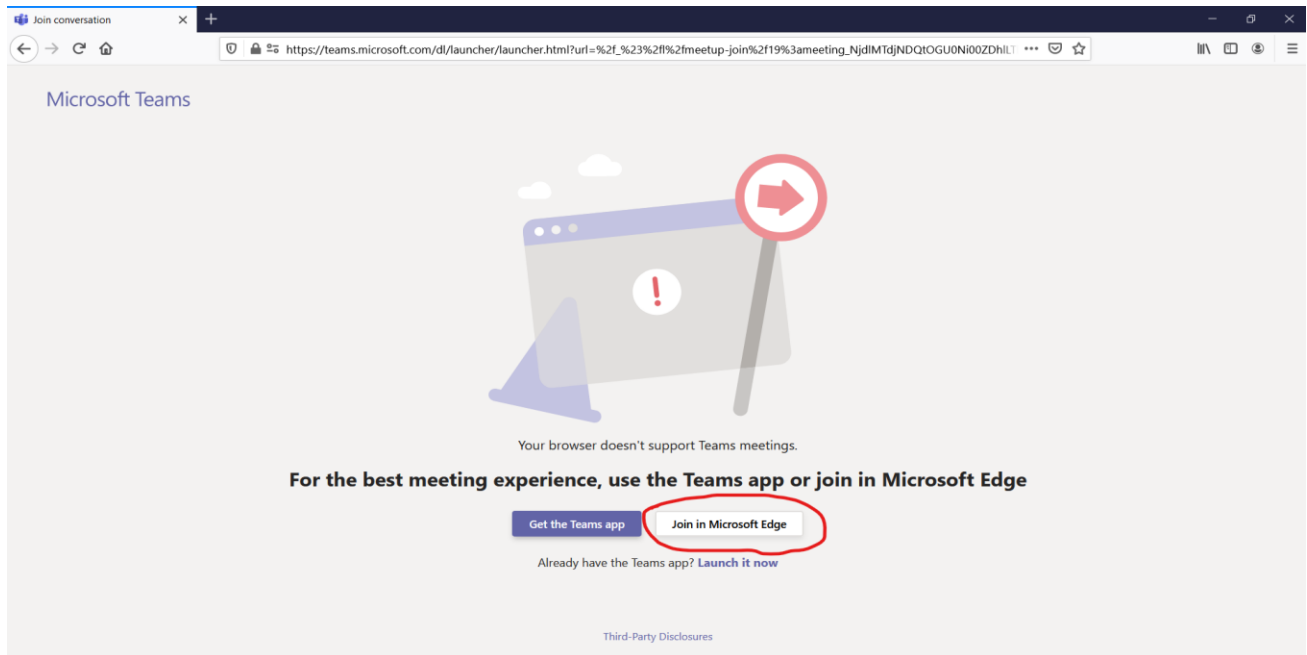 Join conversation
https://teams.microsoft.com/dl/launcher/launcher.html?url=%2f_%23%2fl%2fmeetup-join%2f19%3ameeting_NjdlMTdjNDQtOGU0Ni00ZDhlLT
Microsoft Teams
!
Your browser doesn't support Teams meetings.
For the best meeting experience, use the Teams app or join in Microsoft Edge
Get the Teams app Join in Microsoft Edge
Already have the Teams app? Launch it now
Third-Party Disclosures